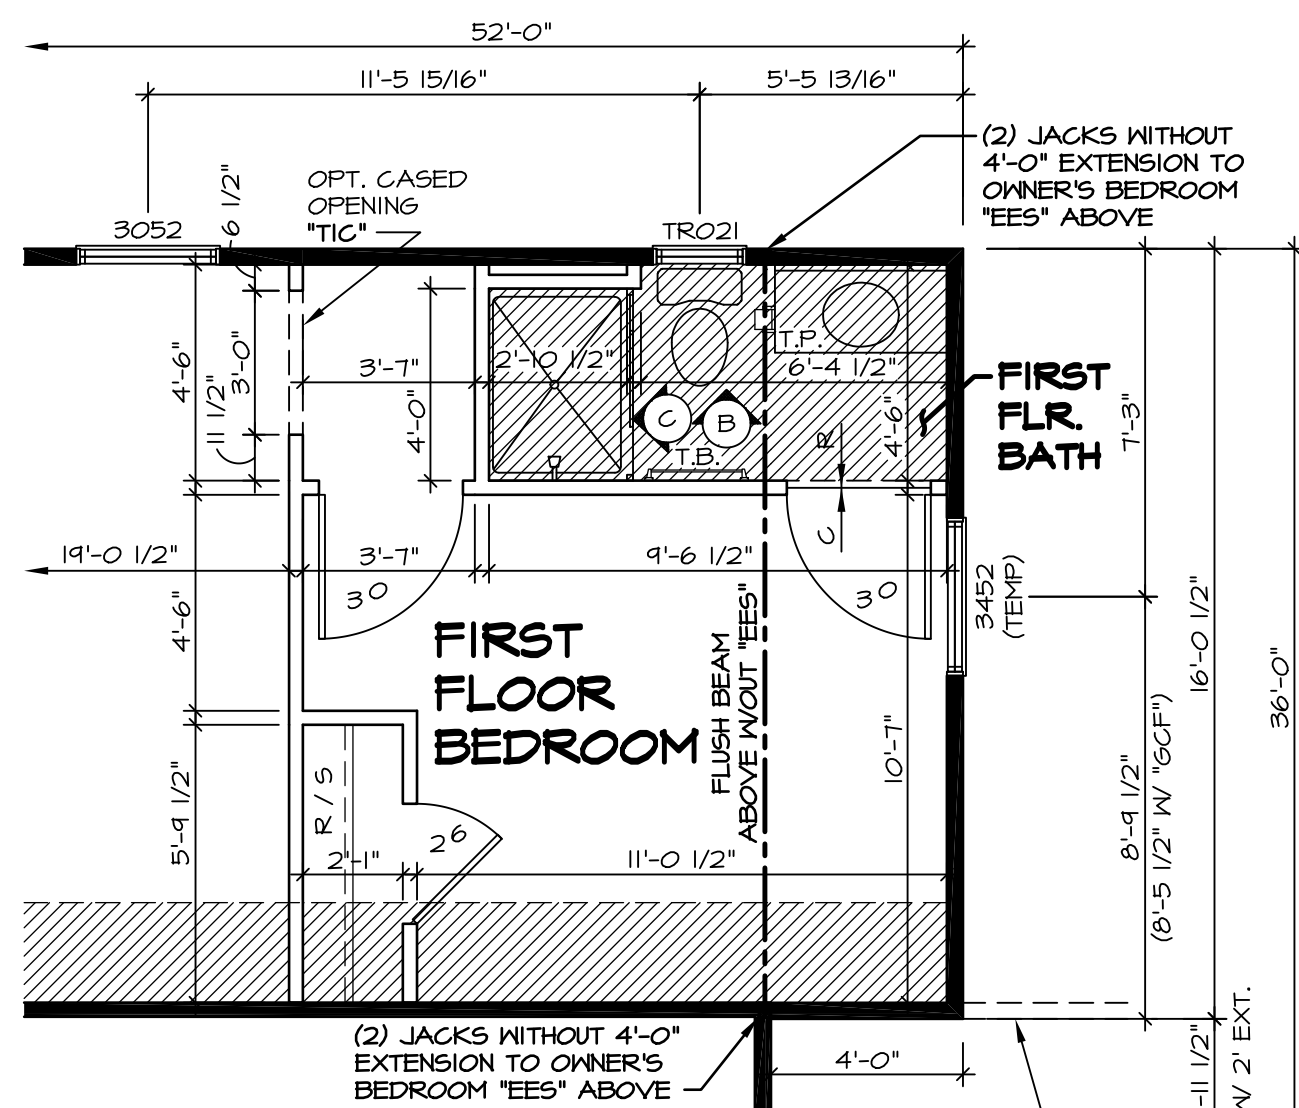 52'-0"
11'-5 15/16"
5'-5 13/16"
(2) JACKS WITHOUT
4'-0" EXTENSION TO
OWNER'S BEDROOM
"EES" ABOVE
OPT. CASED
OPENING
"TIC"
6 1/2"
3052
TR021
T.P.
3'-7"
2'-10 1/2"
6'-4 1/2"
4'-6"
3'-0"
11 1/2"
4'-0"
C
B
T.B.
R
C
4'-6"
FIRST
FLR.
BATH
7'-3"
19'-0 1/2"
3'-7"
9'-6 1/2"
3O
3O
3452
(TEMP)
4'-6"
FIRST
FLOOR
BEDROOM
FLUSH BEAM
ABOVE W/OUT "EES"
16'-0 1/2"
36'-0"
10'-7"
5'-9 1/2"
R / S
2'-1"
26
11'-0 1/2"
8'-9 1/2"
(8'-5 1/2" W/ "GCF")
(2) JACKS WITHOUT 4'-0"
EXTENSION TO OWNER'S
BEDROOM "EES" ABOVE
4'-0"
-11 1/2"
W/ 2' EXT.